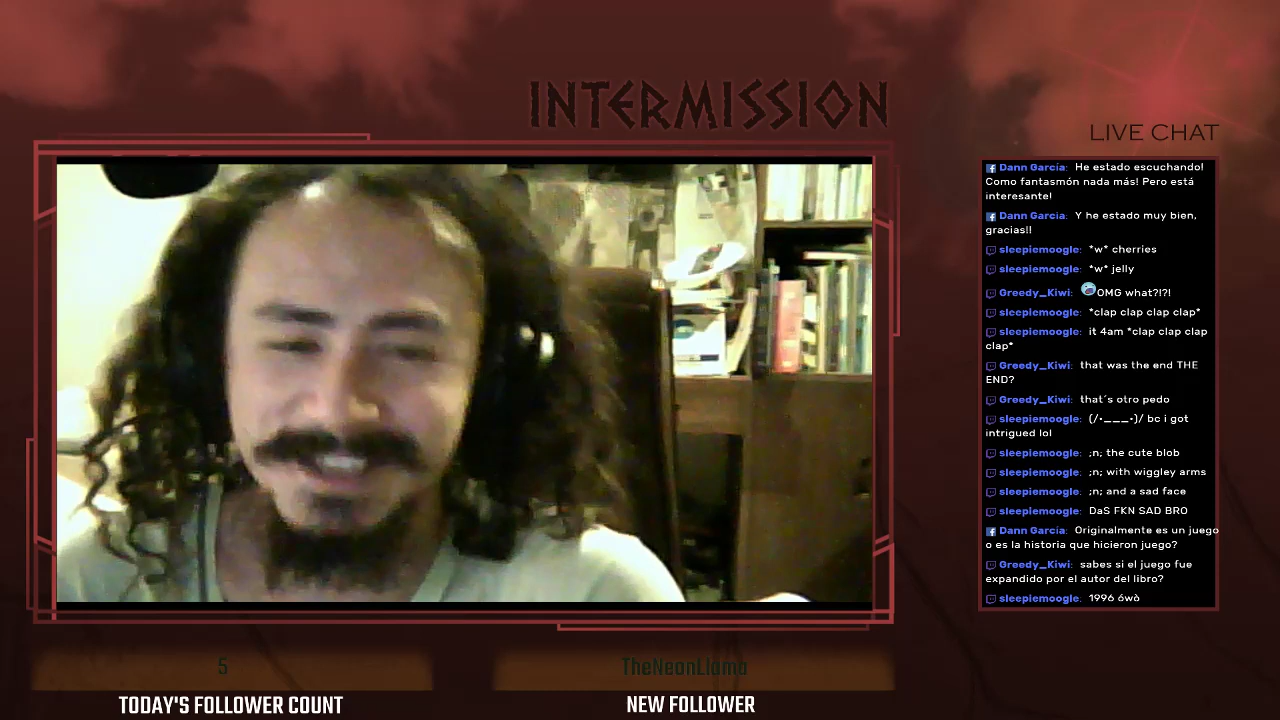 INTERMISSION
LIVE CHAT
Dann García: He estado escuchando!
Como fantasmón nada más! Pero está
interesante!
Dann García: Y he estado muy bien,
gracias!!
sleepiemoogle: *w* cherries
sleepiemoogle: *w* jelly
Greedy_Kiwi: OMG what?!?!
sleepiemoogle: *clap clap clap clap*
sleepiemoogle: it 4am *clap clap clap
clap*
Greedy_Kiwi: that was the end THE
END?
Greedy_Kiwi: that´s otro pedo
sleepiemoogle: (/·___·)/ bc i got
intrigued lol
sleepiemoogle: ;n; the cute blob
sleepiemoogle: ;n; with wiggley arms
sleepiemoogle: ;n; and a sad face
sleepiemoogle: DaS FKN SAD BRO
Dann García: Originalmente es un juego
o es la historia que hicieron juego?
Greedy_Kiwi: sabes si el juego fue
expandido por el autor del libro?
sleepiemoogle: 1996 ówò
5
TODAY'S FOLLOWER COUNT
TheNeonLlama
NEW FOLLOWER